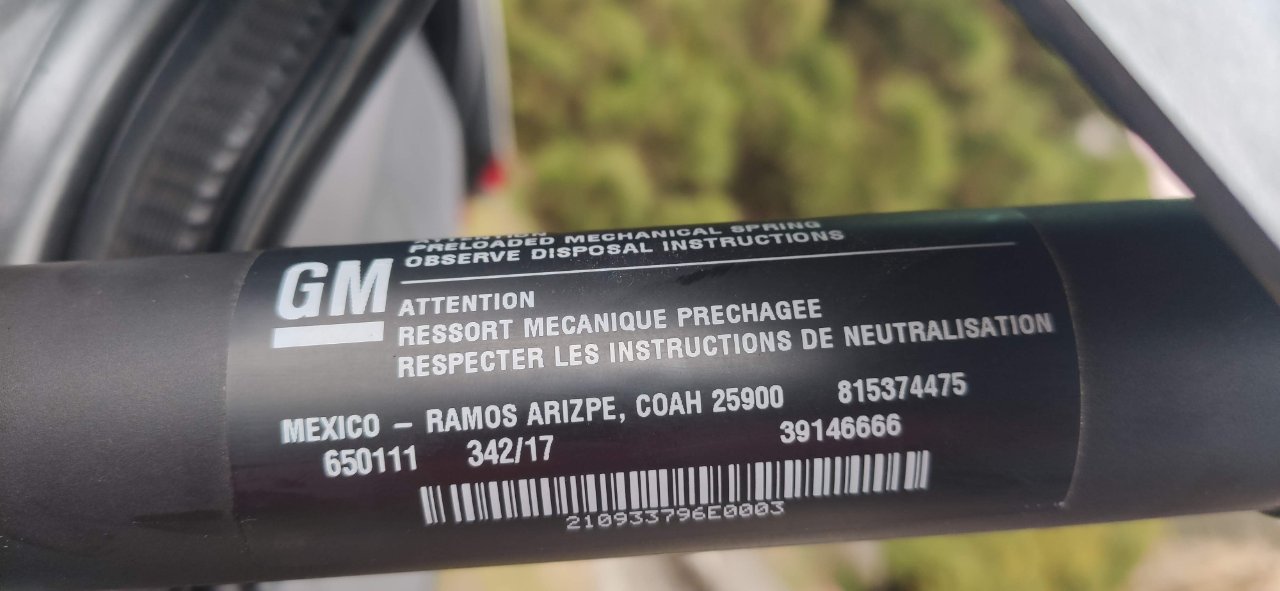 GM
ATTENTION
PRELOADED MECHANICAL SPRING
OBSERVE DISPOSAL INSTRUCTIONS
ATTENTION
RESSORT MECANIQUE PRECHAGEE
RESPECTER LES INSTRUCTIONS DE NEUTRALISATION
MEXICO – RAMOS ARIZPE, COAH 25900 815374475
650111 342/17 39146666
210933796E0003